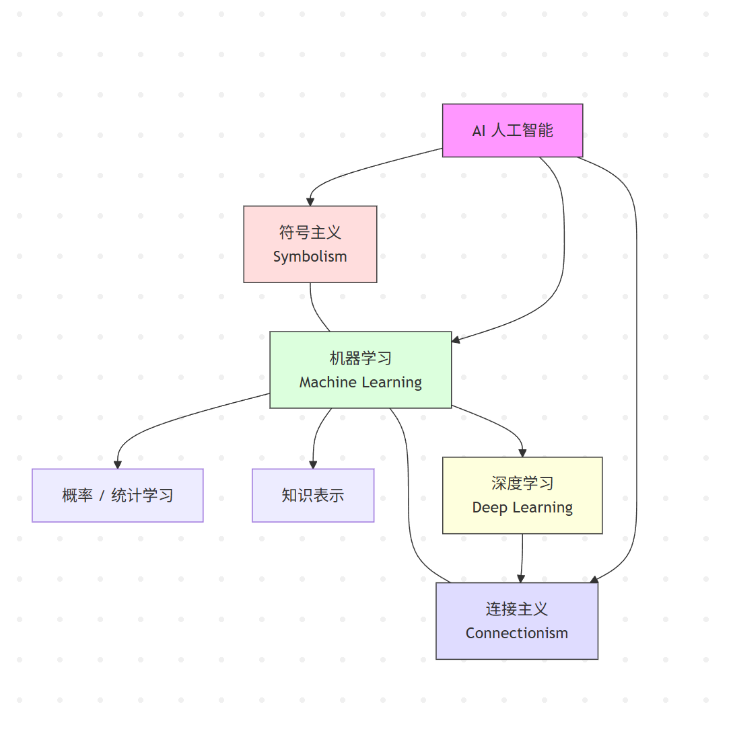 AI 人工智能
符号主义
Symbolism
机器学习
Machine Learning
概率 / 统计学习
知识表示
深度学习
Deep Learning
连接主义
Connectionism